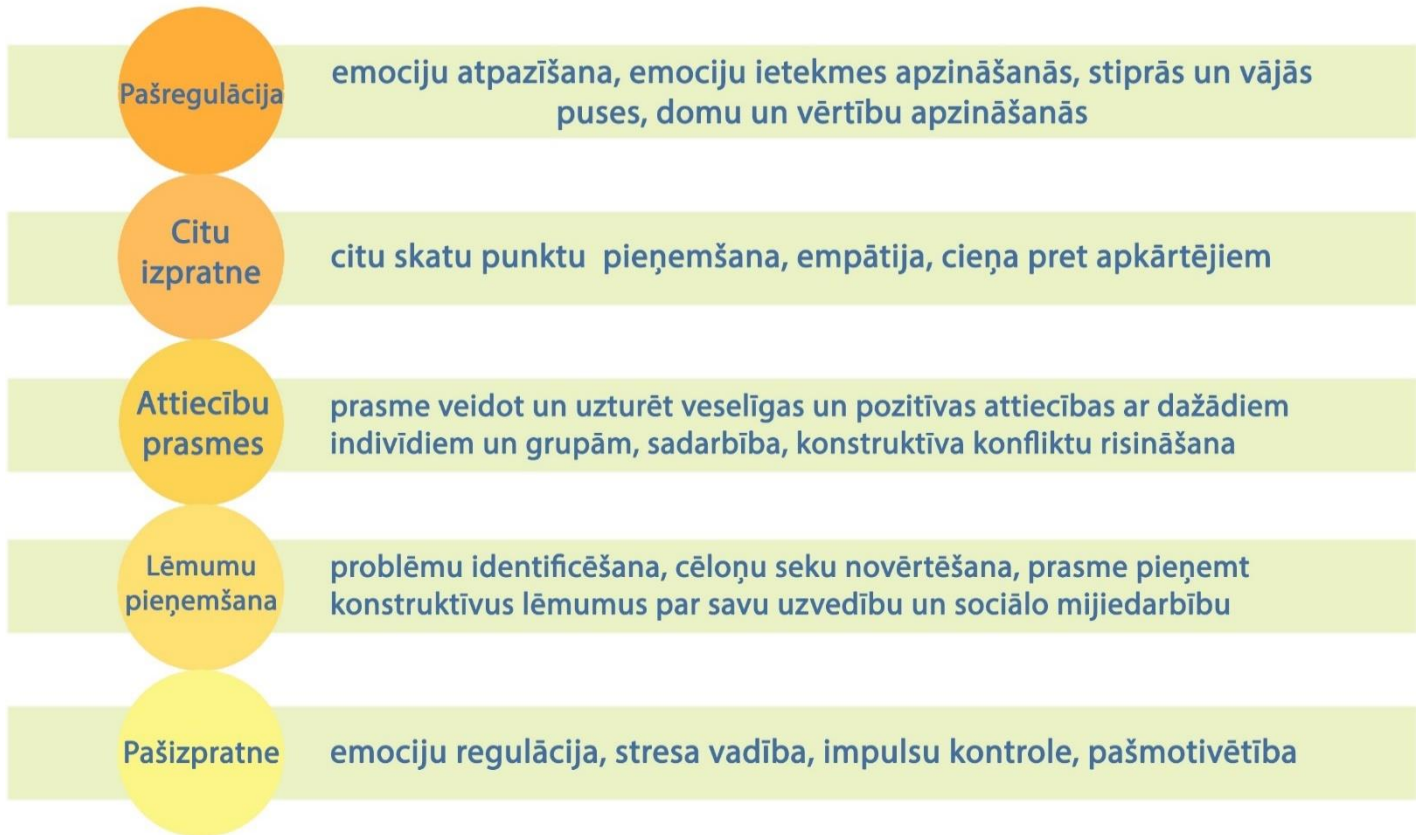 Pašregulācija
emociju atpazīšana, emociju ietekmes apzināšanās, stiprās un vājās
puses, domu un vērtību apzināšanās
Citu
izpratne
citu skatu punktu pieņemšana, empātija, cieņa pret apkārtējiem
Attiecību
prasmes
prasme veidot un uzturēt veselīgas un pozitīvas attiecības ar dažādiem
indivīdiem un grupām, sadarbība, konstruktīva konfliktu risināšana
Lēmumu
pieņemšana
problēmu identificēšana, cēloņu seku novērtēšana, prasme pieņemt
konstruktīvus lēmumus par savu uzvedību un sociālo mijiedarbību
Pašizpratne
emociju regulācija, stresa vadība, impulsu kontrole, pašmotivētība